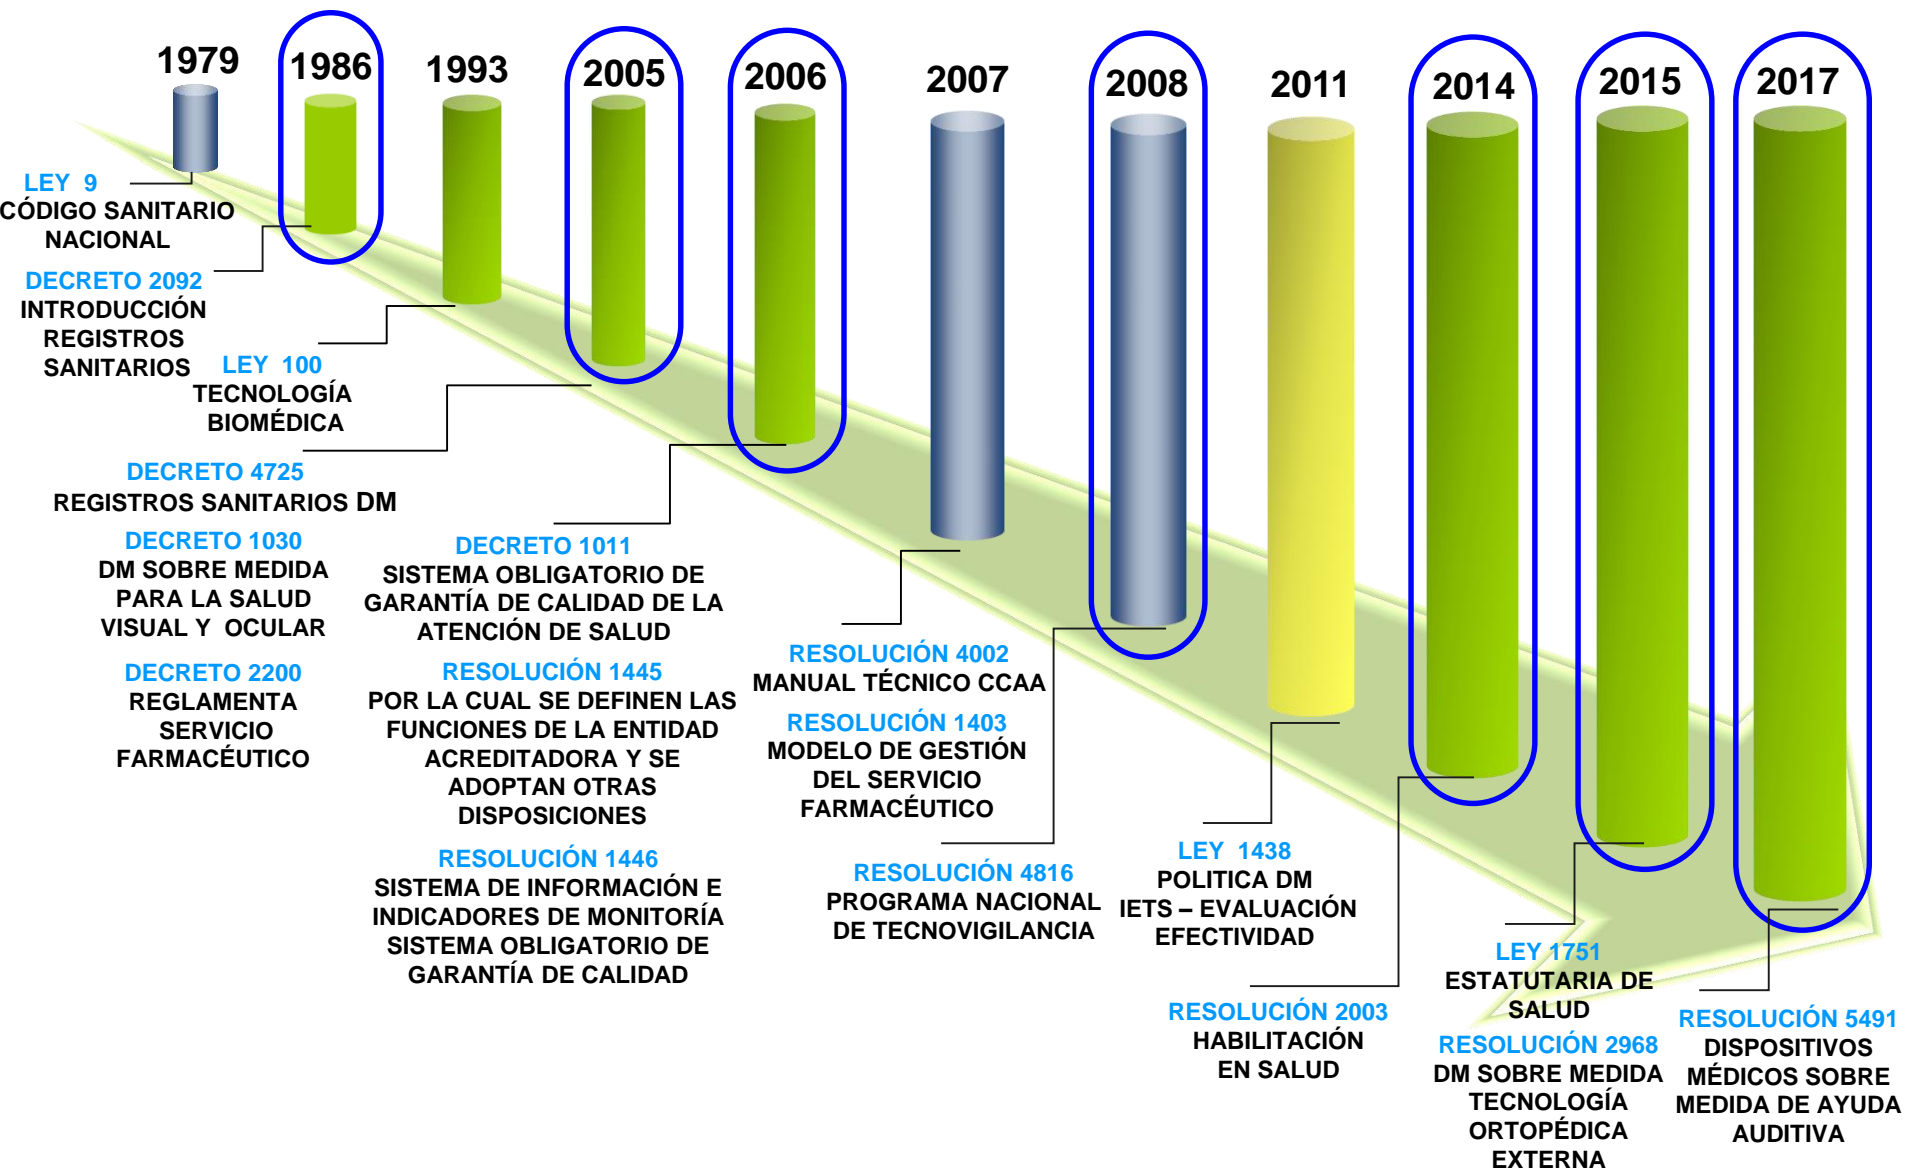 1979
1986
1993
2005
2006
2007
2008
2011
2014
2015
2017
LEY 9
CÓDIGO SANITARIO
NACIONAL
DECRETO 2092
INTRODUCCIÓN
REGISTROS
SANITARIOS
LEY 100
TECNOLOGÍA
BIOMÉDICA
DECRETO 4725
REGISTROS SANITARIOS DM
DECRETO 1030
DM SOBRE MEDIDA
PARA LA SALUD
VISUAL Y OCULAR
DECRETO 2200
REGLAMENTA
SERVICIO
FARMACÉUTICO
DECRETO 1011
SISTEMA OBLIGATORIO DE
GARANTÍA DE CALIDAD DE LA
ATENCIÓN DE SALUD
RESOLUCIÓN 1445
POR LA CUAL SE DEFINEN LAS
FUNCIONES DE LA ENTIDAD
ACREDITADORA Y SE
ADOPTAN OTRAS
DISPOSICIONES
RESOLUCIÓN 1446
SISTEMA DE INFORMACIÓN E
INDICADORES DE MONITORÍA
SISTEMA OBLIGATORIO DE
GARANTÍA DE CALIDAD
RESOLUCIÓN 4002
MANUAL TÉCNICO CCAA
RESOLUCIÓN 1403
MODELO DE GESTIÓN
DEL SERVICIO
FARMACÉUTICO
RESOLUCIÓN 4816
PROGRAMA NACIONAL
DE TECNOVIGILANCIA
LEY 1438
POLITICA DM
IETS – EVALUACIÓN
EFECTIVIDAD
RESOLUCIÓN 2003
HABILITACIÓN
EN SALUD
LEY 1751
ESTATUTARIA DE
SALUD
RESOLUCIÓN 2968
DM SOBRE MEDIDA
TECNOLOGÍA
ORTOPÉDICA
EXTERNA
RESOLUCIÓN 5491
DISPOSITIVOS
MÉDICOS SOBRE
MEDIDA DE AYUDA
AUDITIVA